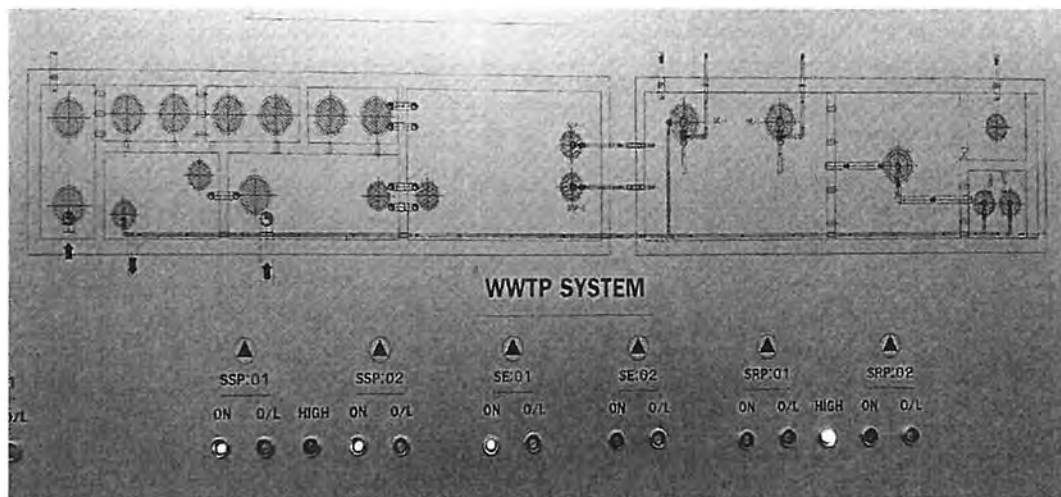 WWTP SYSTEM
SSP:01 SSP:02 SE:01 SE:02 SRP:01 SRP:02
O/L ON O/L HIGH ON O/L ON O/L ON O/L ON O/L HIGH ON O/L